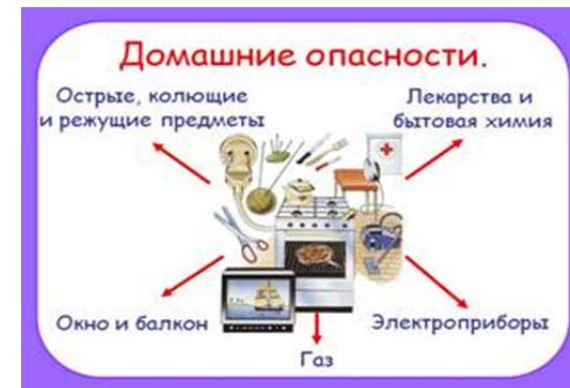 Домашние опасности.
Острые, колющие
и режущие предметы
Лекарства и
бытовая химия
Окно и балкон
Электроприборы
Газ